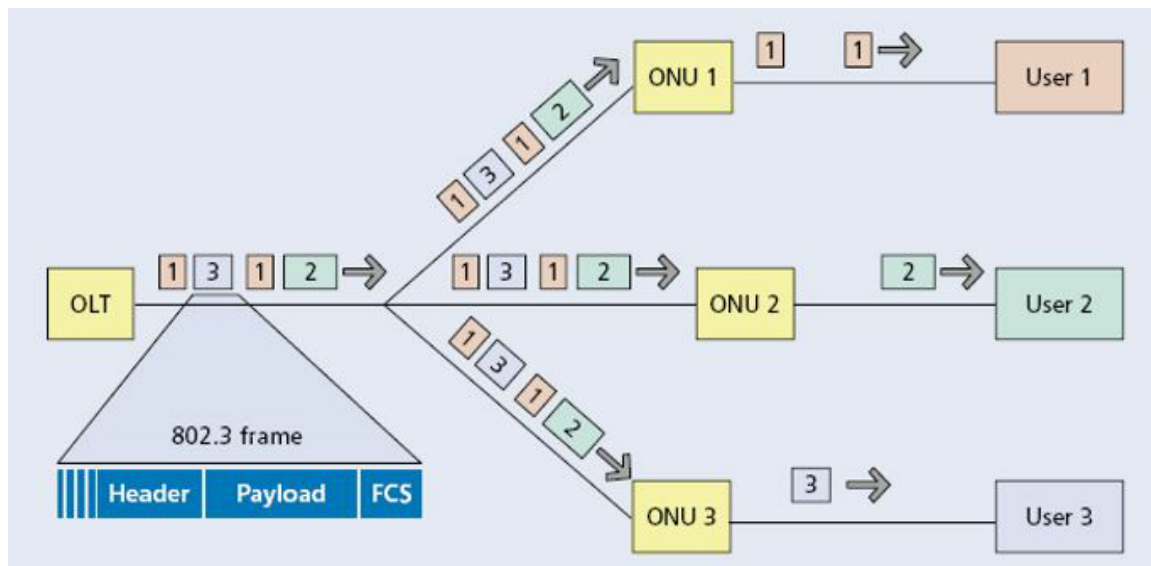 1 1
ONU 1
User 1
1 3 1 2
1 3 1 2
OLT
1 3 1 2
ONU 2
2
User 2
1 3 1 2
802.3 frame
Header Payload FCS
ONU 3
3
User 3